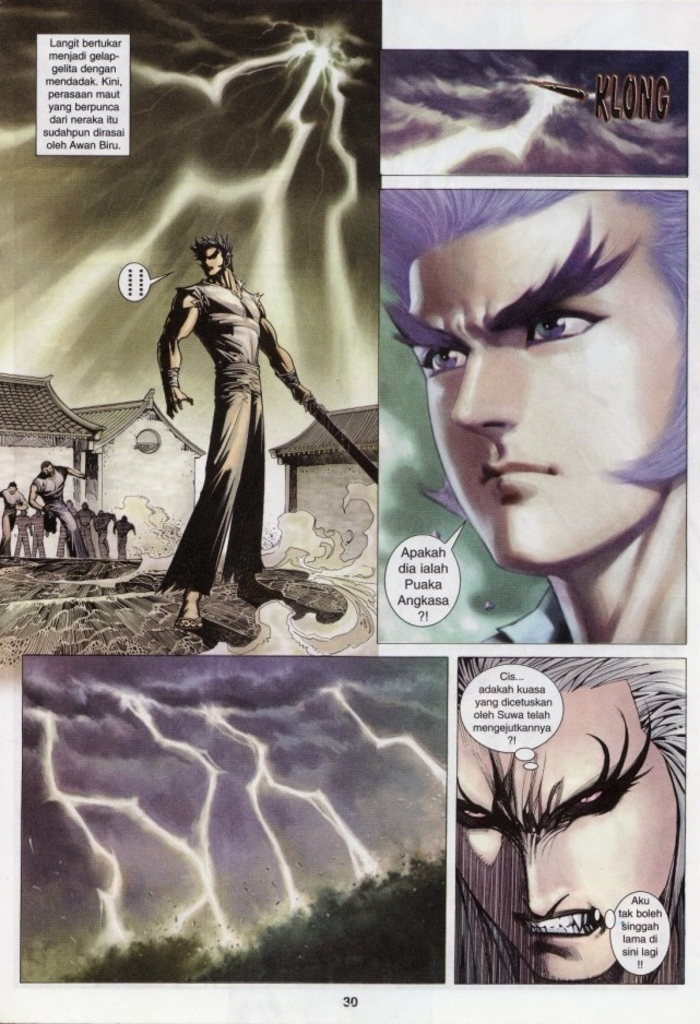 Langit bertukar
menjadi gelap-
gelita dengan
mendadak. Kini,
perasaan maut
yang berpunca
dari neraka itu
sudahpun dirasai
oleh Awan Biru.
KLONG
Apakah
dia ialah
Puaka
Angkasa
?!
Cis...
adakah kuasa
yang dicetuskan
oleh Suwa telah
mengejutkannya
?!
Aku
tak boleh
singgah
lama di
sini lagi
!!
30